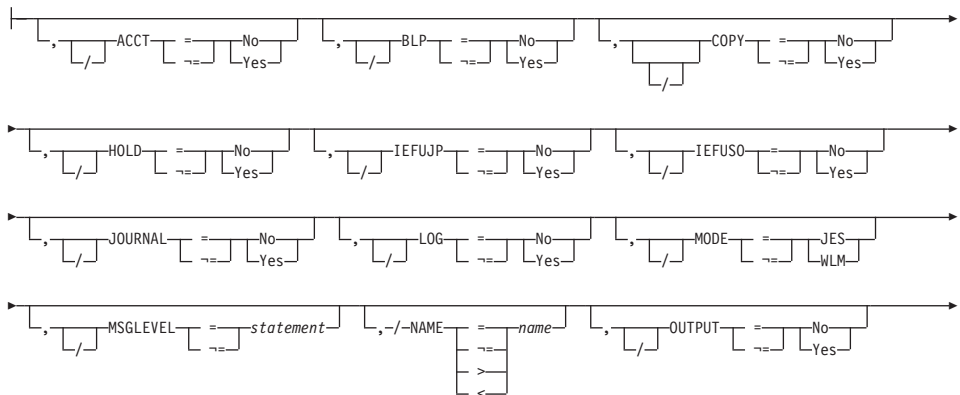 , / ACCT = No , / BLP = No , / COPY = No
¬= Yes ¬= Yes ¬= Yes
, / HOLD = No , / IEFUJP = No , / IEFUSO = No
¬= Yes ¬= Yes ¬= Yes
, / JOURNAL = No , / LOG = No , / MODE = JES
¬= Yes ¬= Yes ¬= WLM
, / MSGLEVEL = statement ,-/-NAME = name , / OUTPUT = No
¬= ¬= ¬= Yes
>
<